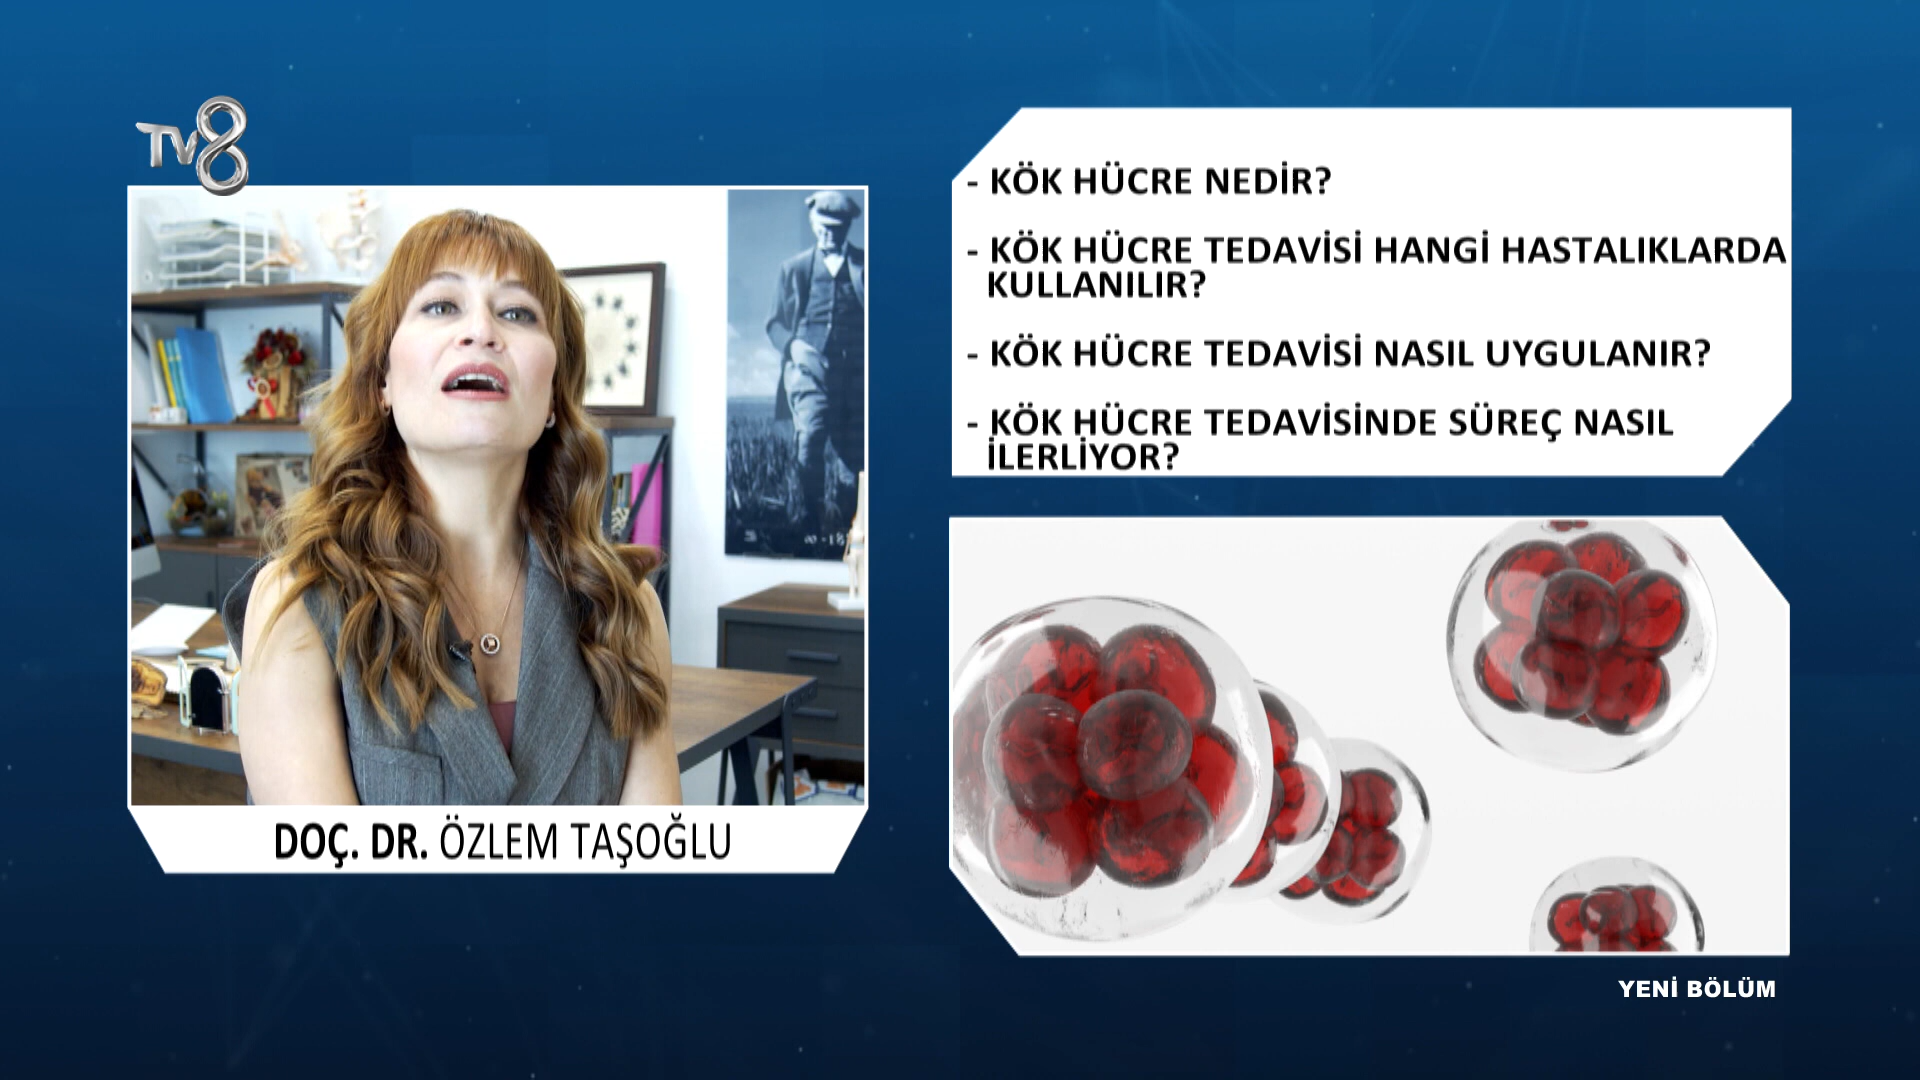 TV8
- KÖK HÜCRE NEDİR?
- KÖK HÜCRE TEDAVİSİ HANGİ HASTALIKLARDA
KULLANILIR?
- KÖK HÜCRE TEDAVİSİ NASIL UYGULANIR?
- KÖK HÜCRE TEDAVİSİNDE SÜREÇ NASIL
İLERLİYOR?
DOÇ. DR. ÖZLEM TAŞOĞLU
YENİ BÖLÜM